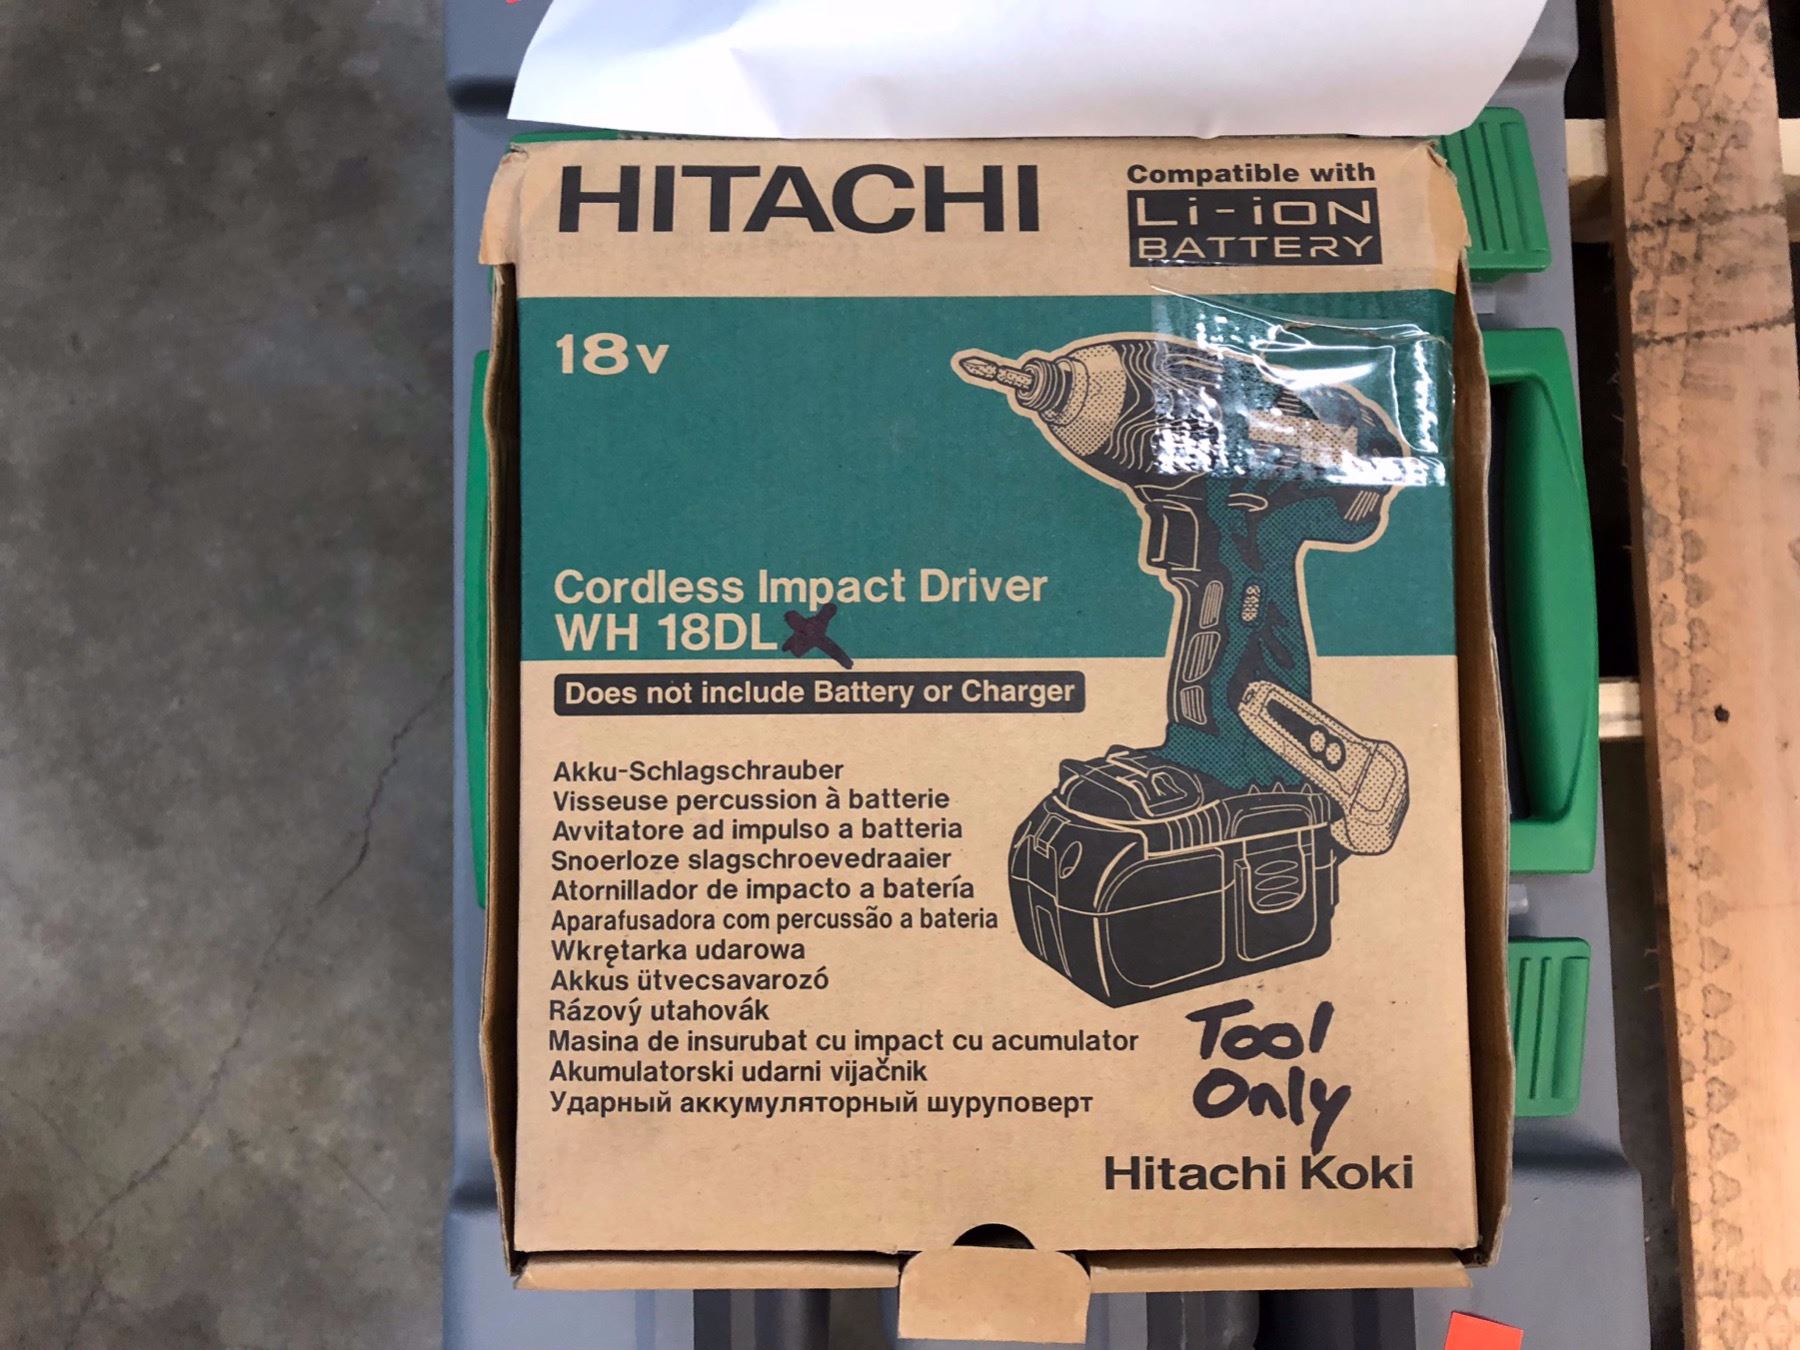 HITACHI
Compatible with
Li-iON
BATTERY
18v
Cordless Impact Driver
WH 18DL
Does not include Battery or Charger
Akku-Schlagschrauber
Visseuse percussion à batterie
Avvitatore ad impulso a batteria
Snoerloze slagschroevedraaier
Atornillador de impacto a batería
Aparafusadora com percussão a bateria
Wkrętarka udarowa
Akkus ütvecsavarozó
Rázový utahovák
Masina de insurubat cu impact cu acumulator
Akumulatorski udarni vijačnik
Ударный аккумуляторный шуруповерт
Tool
Only
Hitachi Koki